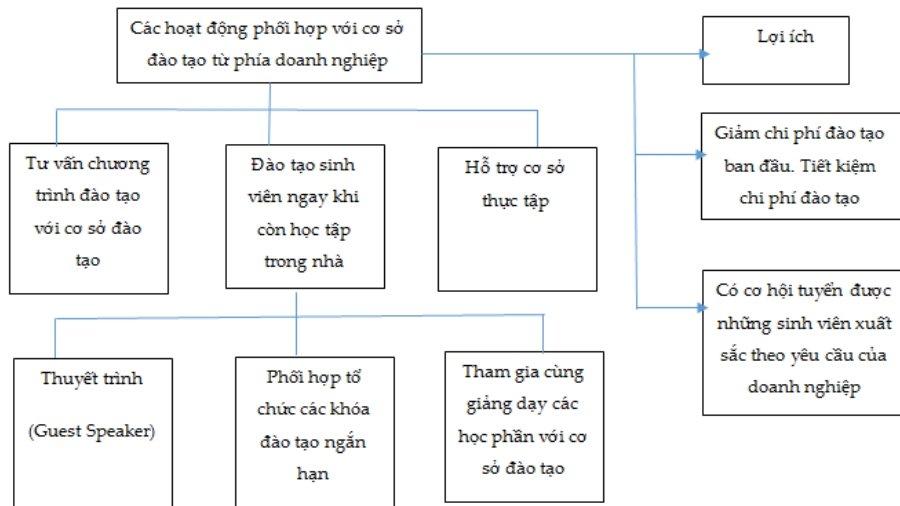 Các hoạt động phối hợp với cơ sở
đào tạo từ phía doanh nghiệp
Lợi ích
Tư vấn chương
trình đào tạo
với cơ sở đào
tạo
Đào tạo sinh
viên ngay khi
còn học tập
trong nhà
Hỗ trợ cơ sở
thực tập
Giảm chi phí đào tạo
ban đầu. Tiết kiệm
chi phí đào tạo
Có cơ hội tuyển được
những sinh viên xuất
sắc theo yêu cầu của
doanh nghiệp
Thuyết trình
(Guest Speaker)
Phối hợp tổ
chức các khóa
đào tạo ngắn
hạn
Tham gia cùng
giảng dạy các
học phần với cơ
sở đào tạo